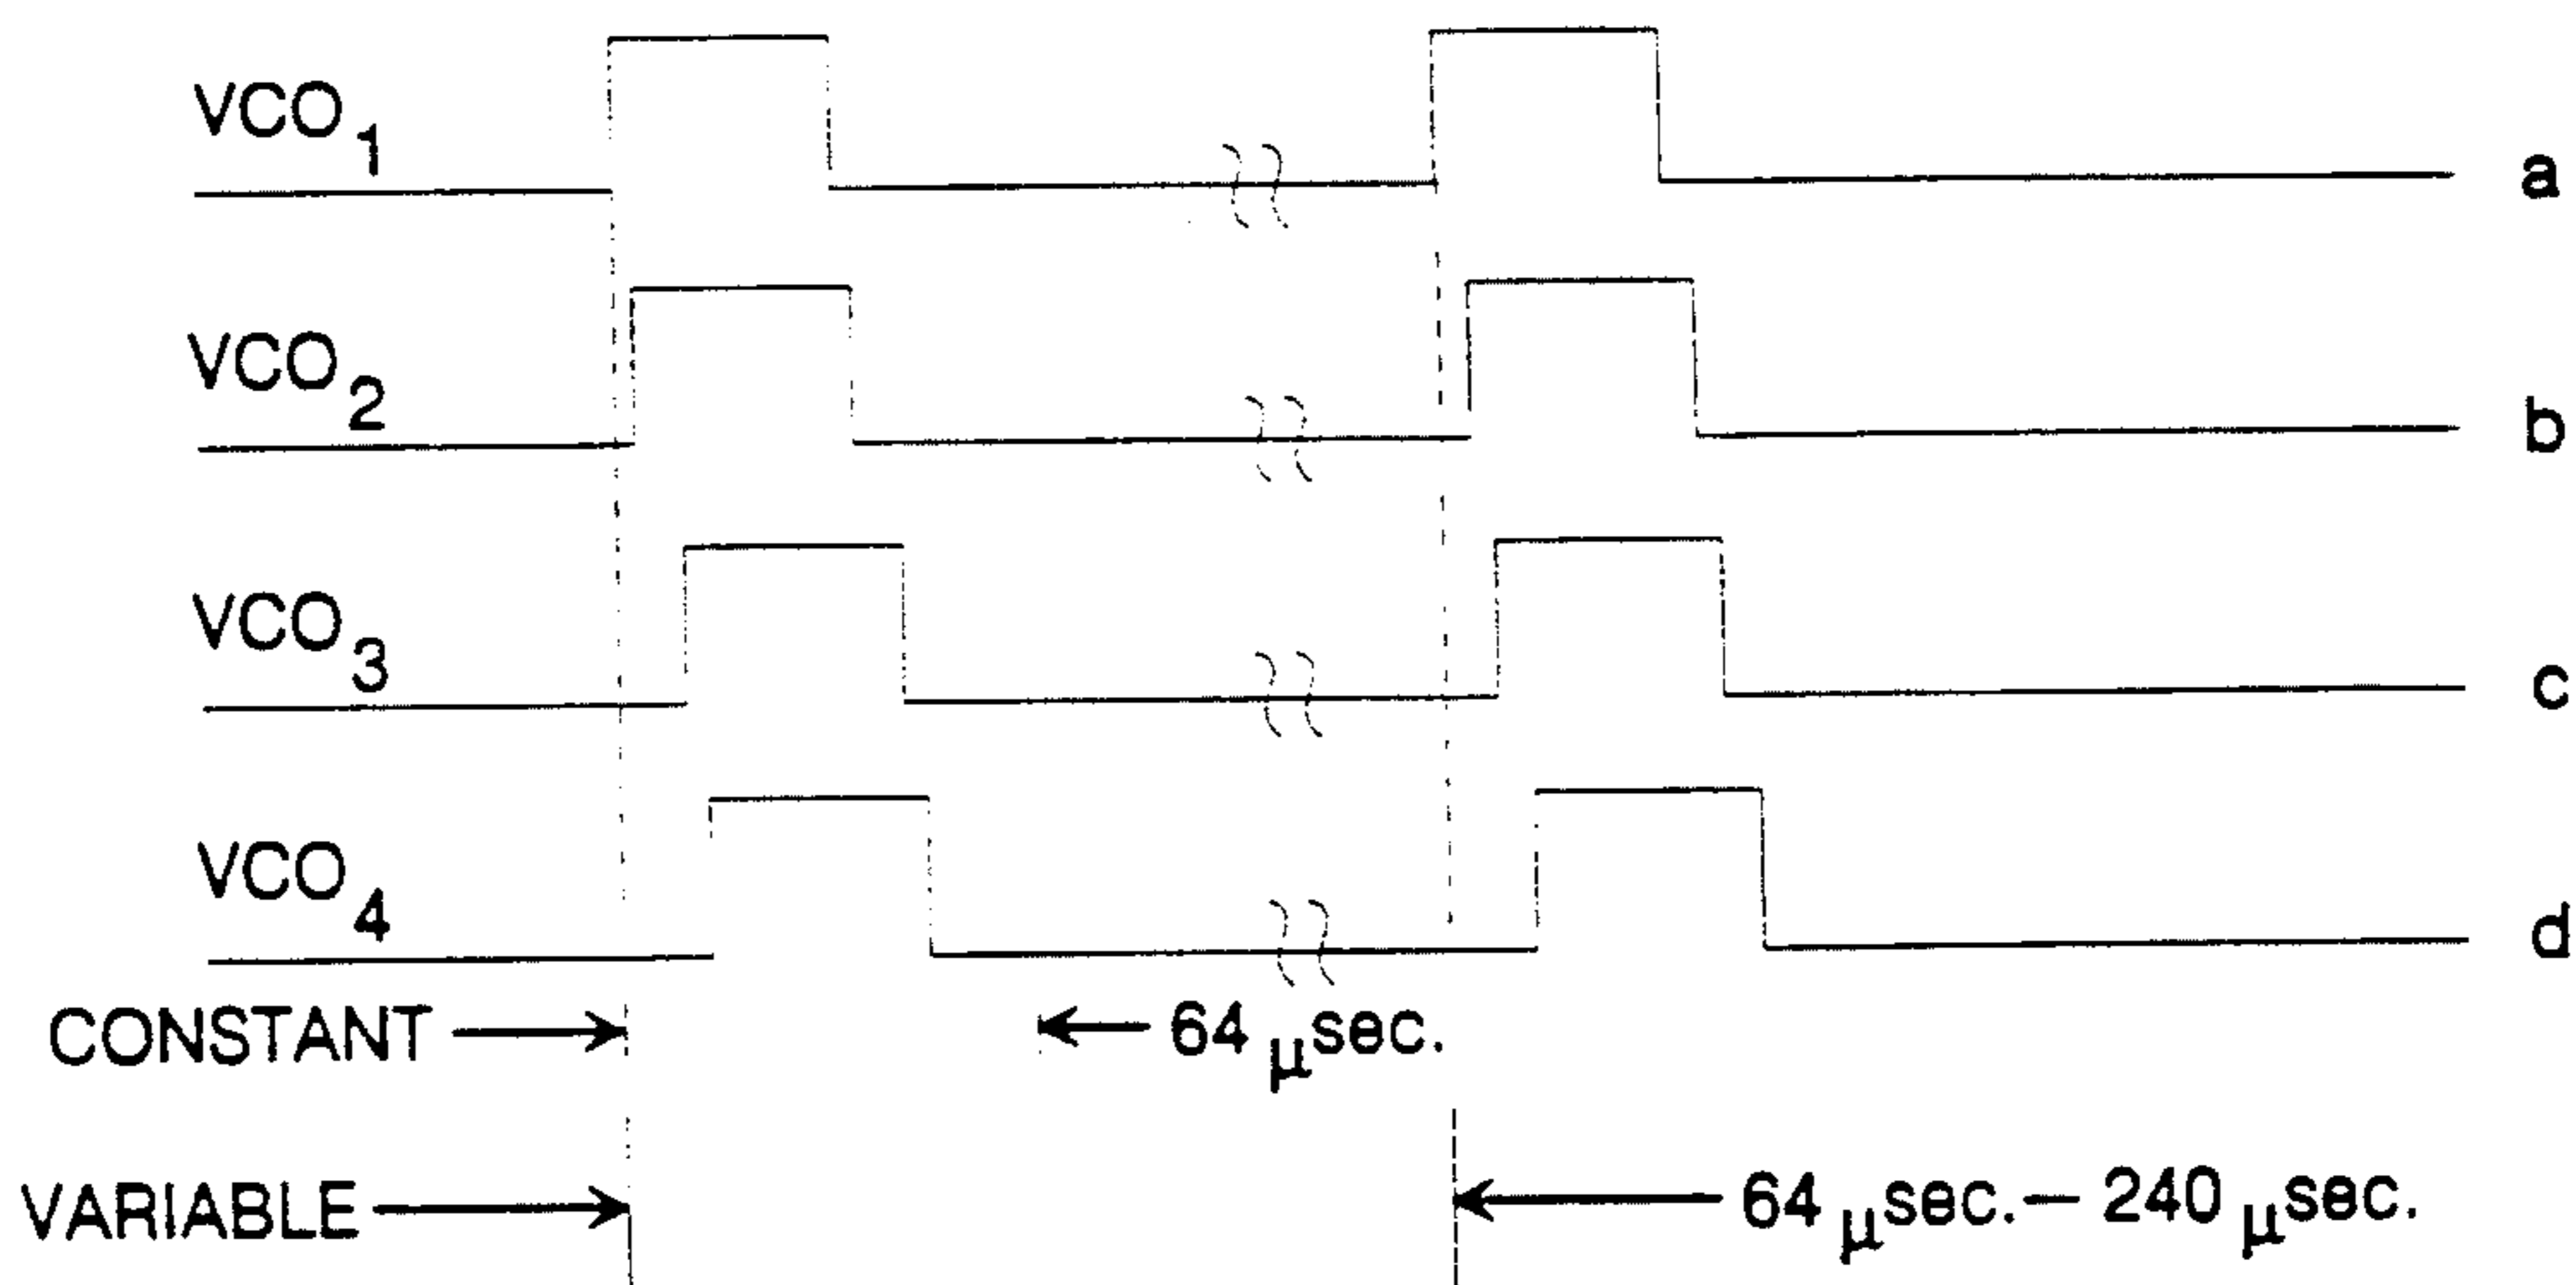 VCO1 a
VCO2 b
VCO3 c
VCO4 d
CONSTANT 64 μsec.
VARIABLE 64 μsec. – 240 μsec.